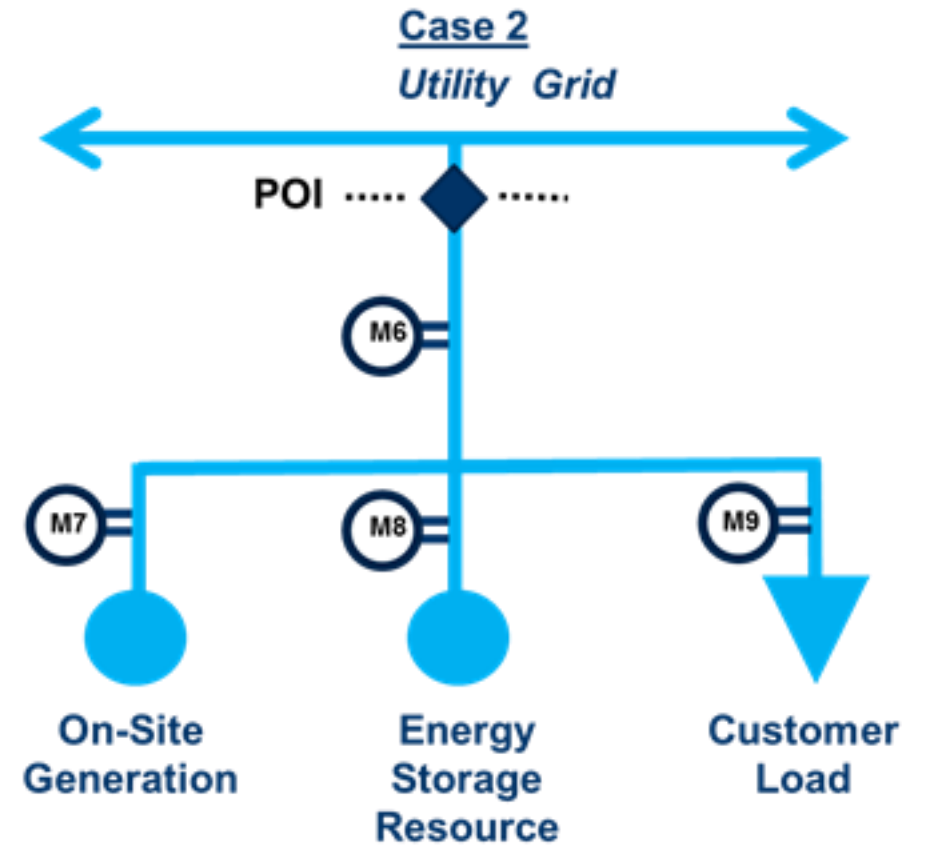 Case 2
Utility Grid
POI
M6
M7
M8
M9
On-Site
Generation
Energy
Storage
Resource
Customer
Load